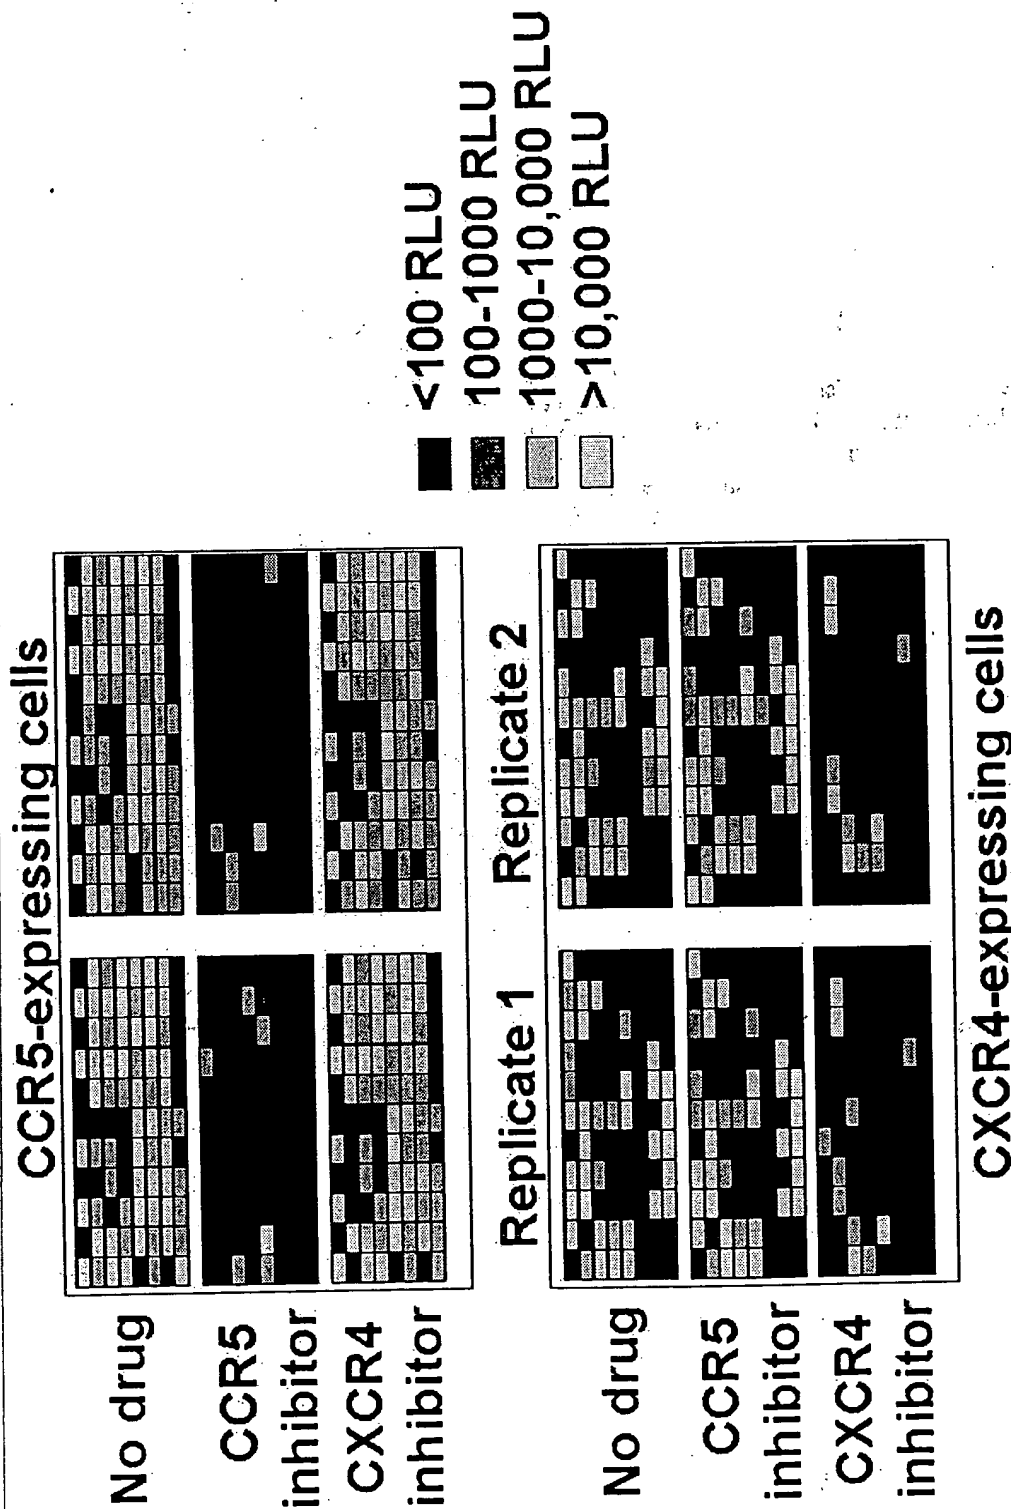 CCR5-expressing cells
No drug
CCR5
inhibitor
CXCR4
inhibitor
<100 RLU
100-1000 RLU
1000-10,000 RLU
>10,000 RLU
Replicate 1
Replicate 2
No drug
CCR5
inhibitor
CXCR4
inhibitor
CXCR4-expressing cells